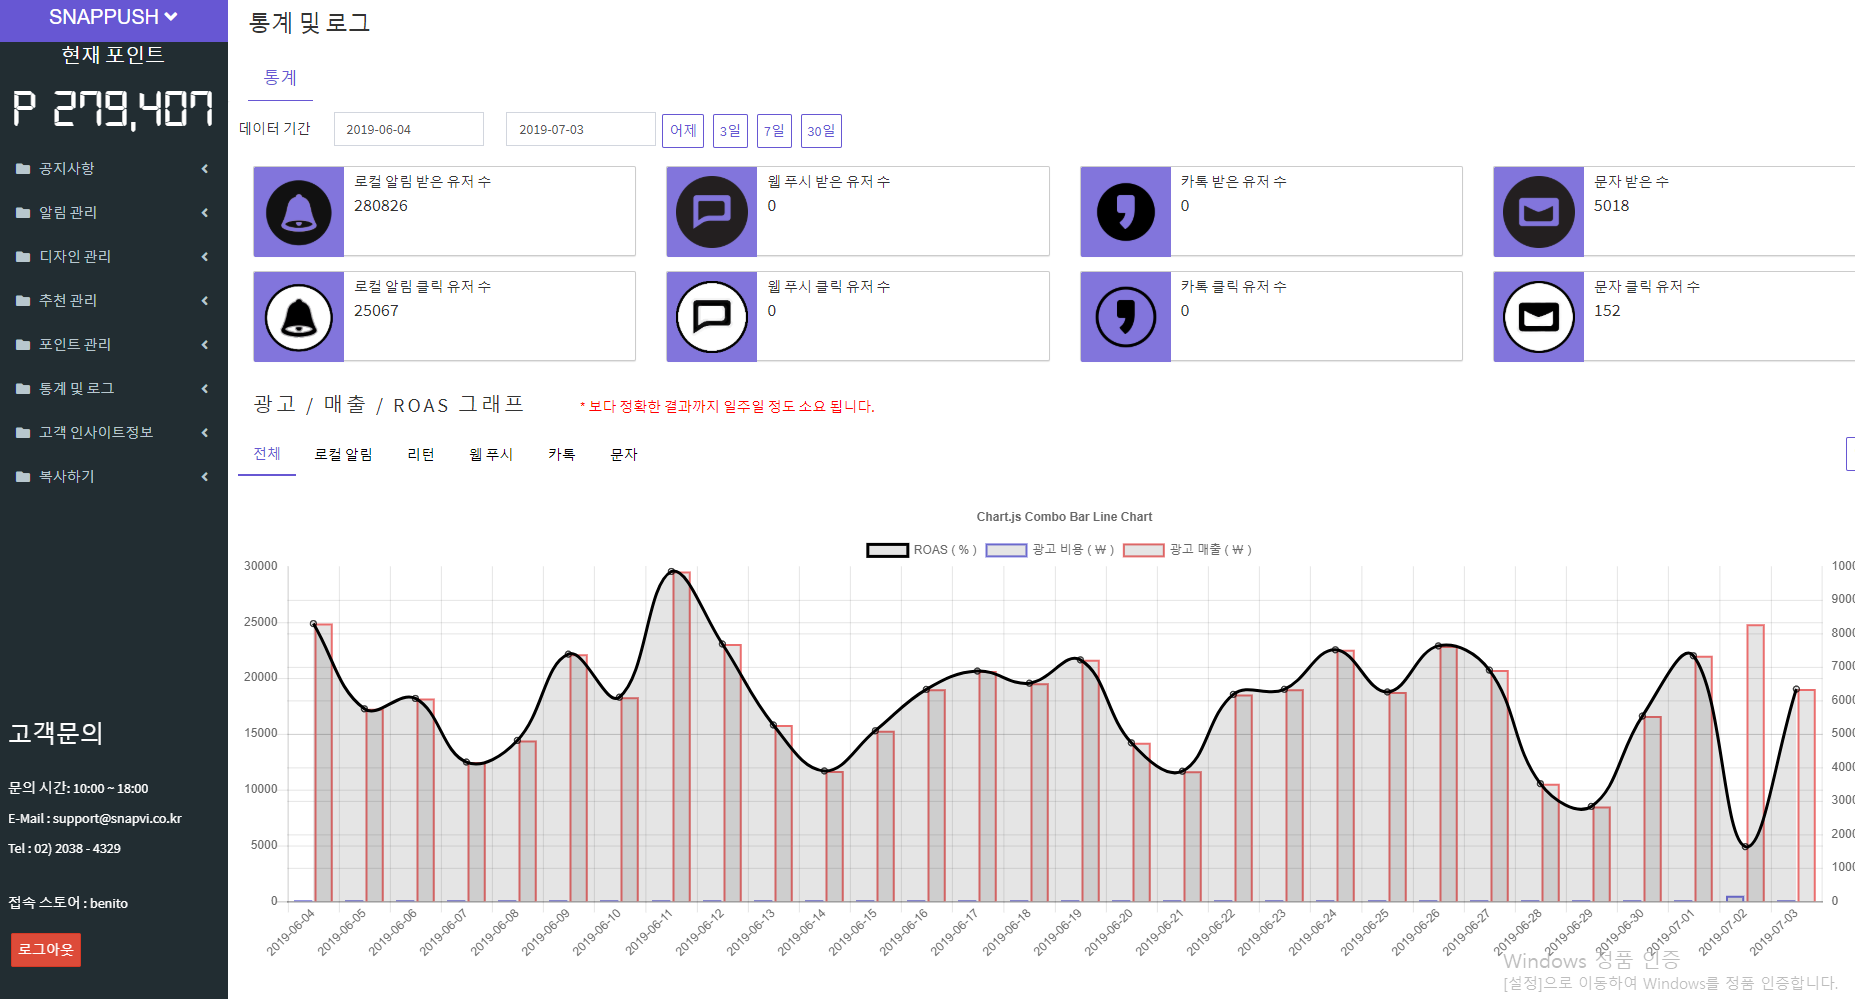 SNAPPUSH
현재 포인트
P 279,407
공지사항
알림 관리
디자인 관리
추천 관리
포인트 관리
통계 및 로그
고객 인사이트정보
복사하기
고객문의
문의 시간: 10:00 ~ 18:00
E-Mail : support@snapvi.co.kr
Tel : 02) 2038 - 4329
접속 스토어 : benito
로그아웃
통계 및 로그
통계
데이터 기간 2019-06-04 2019-07-03 어제 3일 7일 30일
로컬 알림 받은 유저 수
280826
웹 푸시 받은 유저 수
0
카톡 받은 유저 수
0
문자 받은 수
5018
로컬 알림 클릭 유저 수
25067
웹 푸시 클릭 유저 수
0
카톡 클릭 유저 수
0
문자 클릭 유저 수
152
광고 / 매출 / ROAS 그래프 * 보다 정확한 결과까지 일주일 정도 소요 됩니다.
전체 로컬 알림 리턴 웹 푸시 카톡 문자
Chart.js Combo Bar Line Chart
ROAS ( % ) 광고 비용 ( ₩ ) 광고 매출 ( ₩ )
30000
25000
20000
15000
10000
5000
0
1000
9000
8000
7000
6000
5000
4000
3000
2000
1000
0
2019-06-04 2019-06-05 2019-06-06 2019-06-07 2019-06-08 2019-06-09 2019-06-10 2019-06-11 2019-06-12 2019-06-13 2019-06-14 2019-06-15 2019-06-16 2019-06-17 2019-06-18 2019-06-19 2019-06-20 2019-06-21 2019-06-22 2019-06-23 2019-06-24 2019-06-25 2019-06-26 2019-06-27 2019-06-28 2019-06-29 2019-06-30 2019-07-01 2019-07-02 2019-07-03
Windows 정품 인증
[설정]으로 이동하여 Windows를 정품 인증합니다.